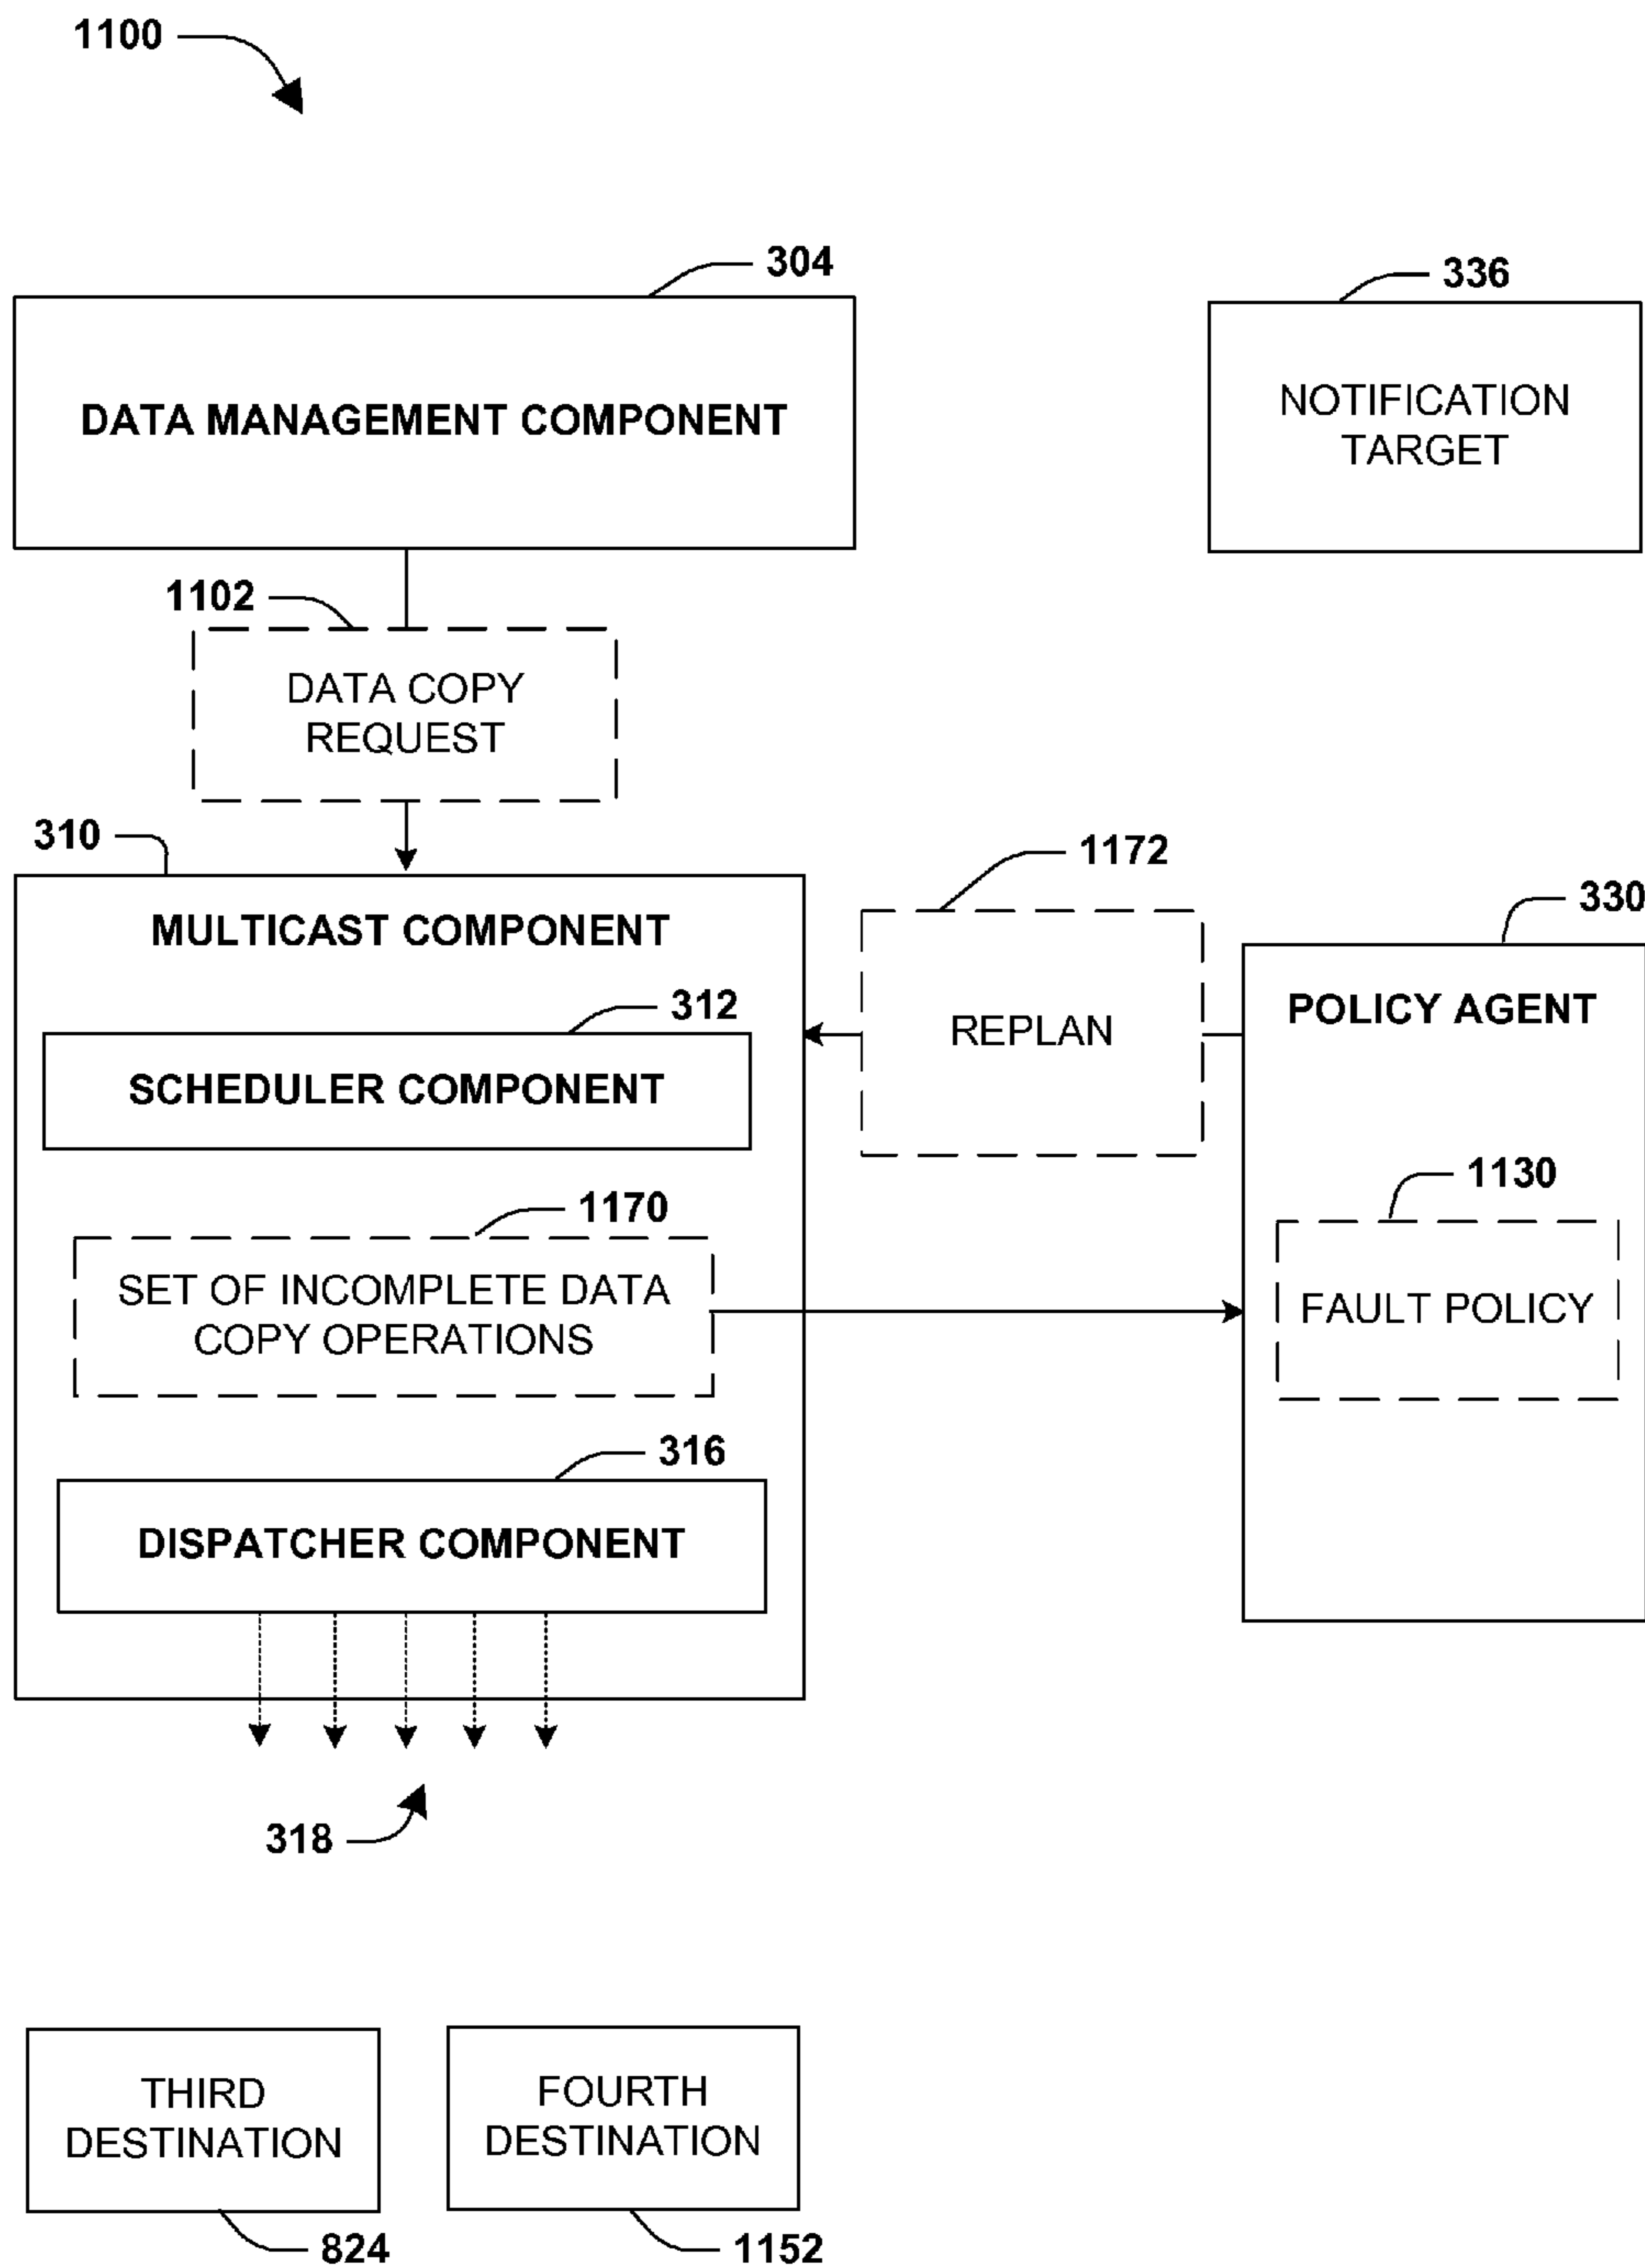 1100
304
336
DATA MANAGEMENT COMPONENT
NOTIFICATION
TARGET
1102
DATA COPY
REQUEST
310
1172
330
MULTICAST COMPONENT
POLICY AGENT
312
REPLAN
SCHEDULER COMPONENT
1170
1130
SET OF INCOMPLETE DATA
COPY OPERATIONS
FAULT POLICY
316
DISPATCHER COMPONENT
318
THIRD
DESTINATION
FOURTH
DESTINATION
824
1152